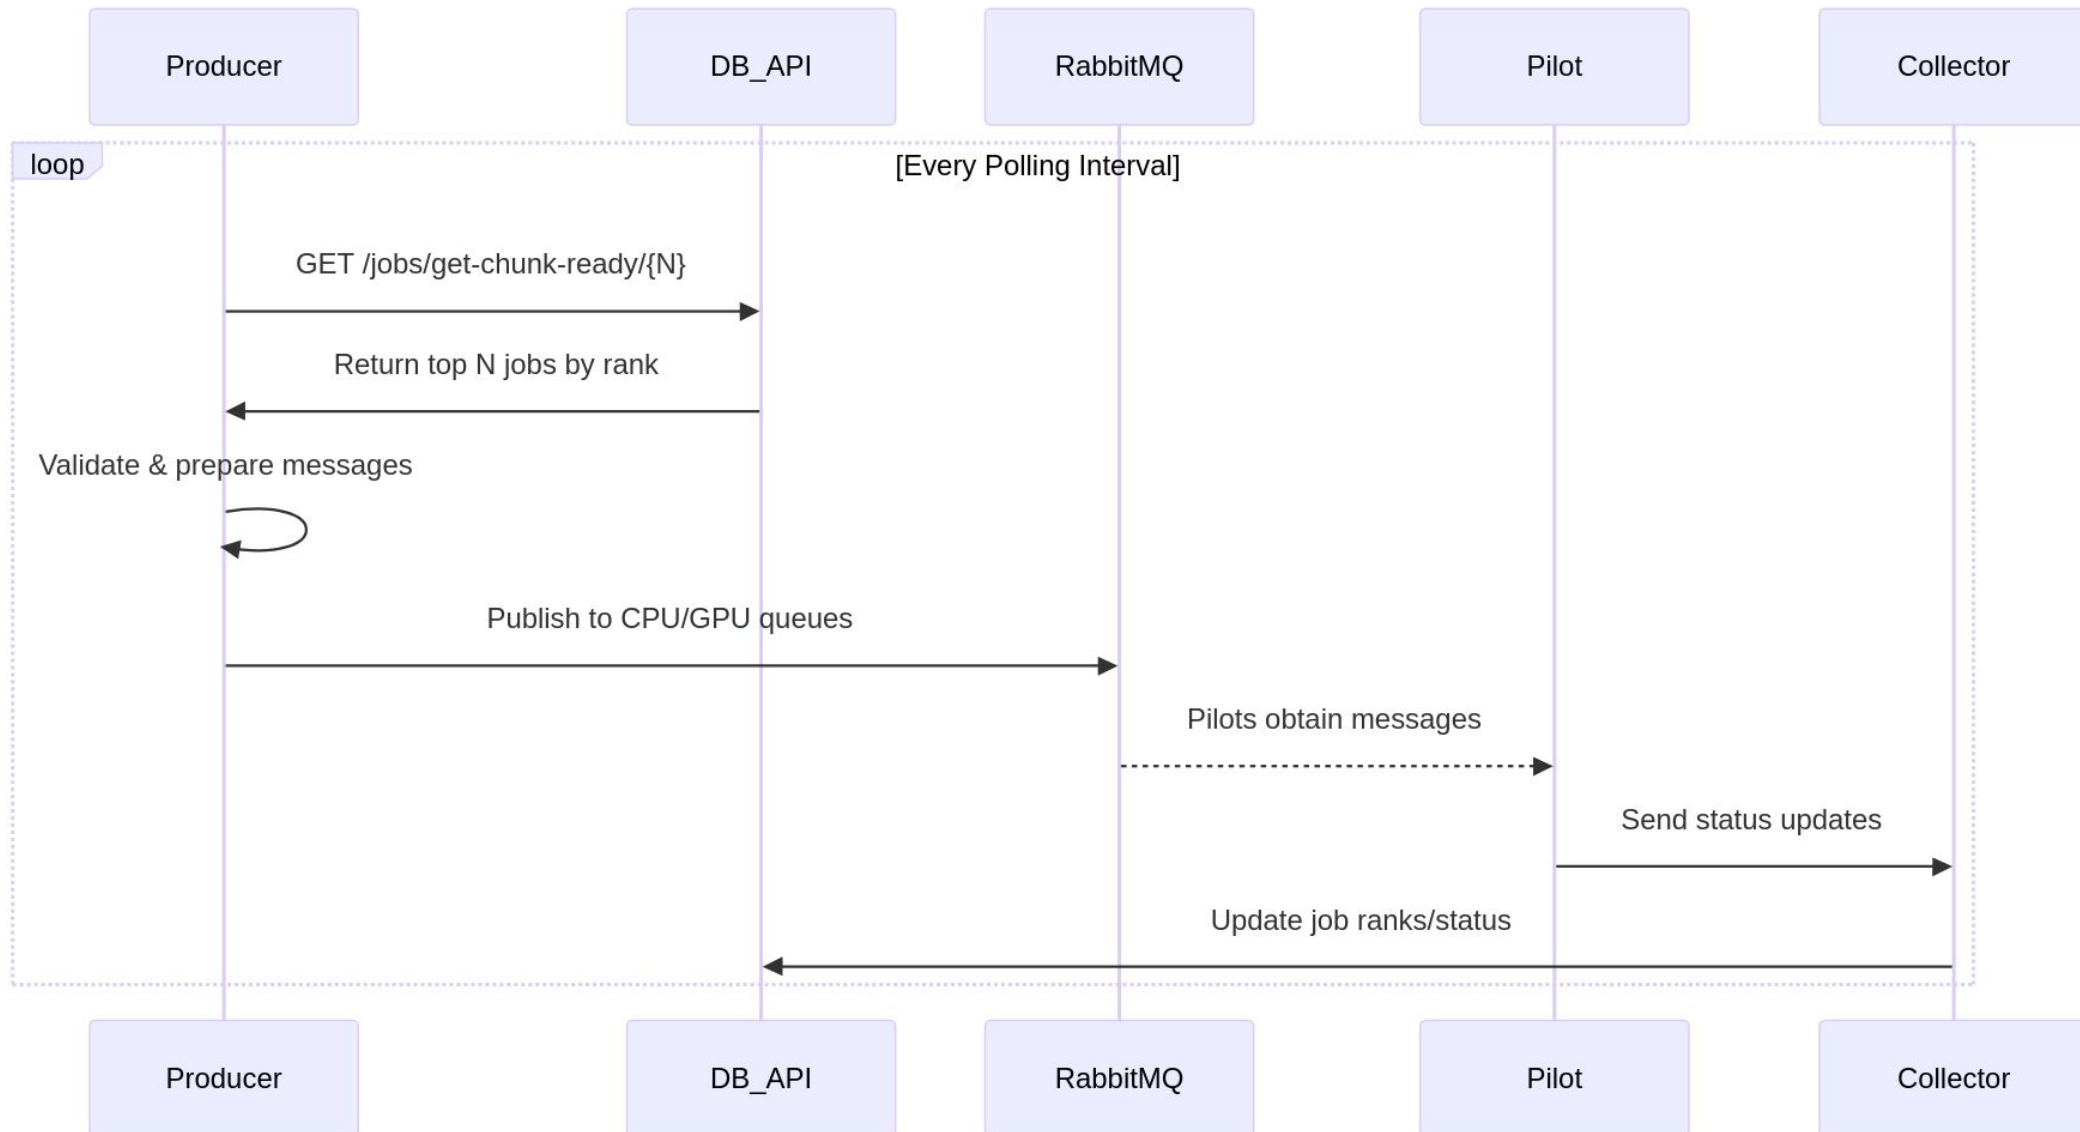 Producer
DB_API
RabbitMQ
Pilot
Collector
loop
[Every Polling Interval]
GET /jobs/get-chunk-ready/{N}
Return top N jobs by rank
Validate & prepare messages
Publish to CPU/GPU queues
Pilots obtain messages
Send status updates
Update job ranks/status
Producer
DB_API
RabbitMQ
Pilot
Collector